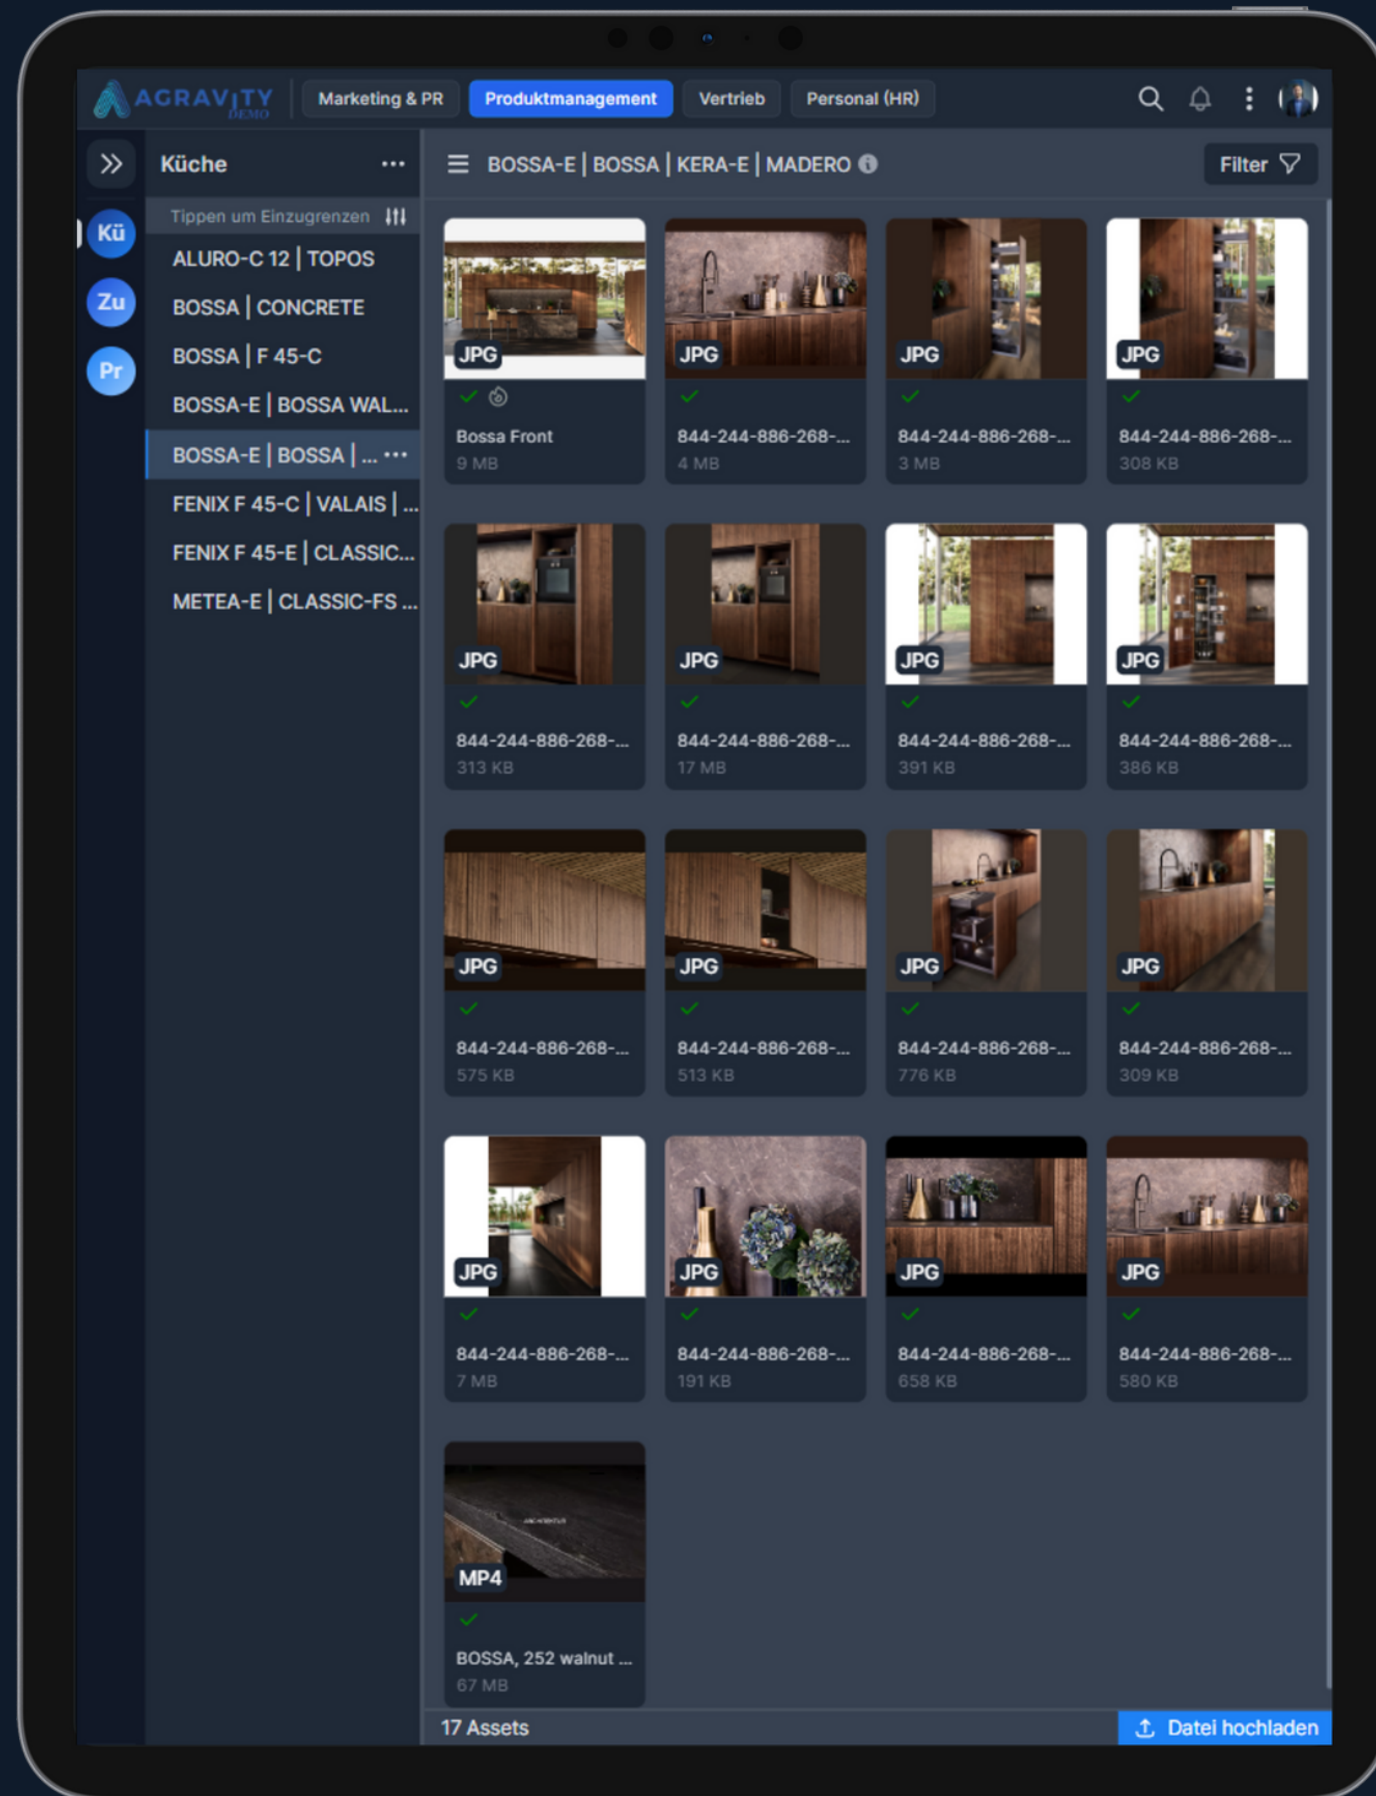 AGRAVITY
DEMO
Marketing & PR
Produktmanagement
Vertrieb
Personal (HR)
Küche
BOSSA-E | BOSSA | KERA-E | MADERO
Filter
Tippen um Einzugrenzen
Kü
Zu
Pr
ALURO-C 12 | TOPOS
BOSSA | CONCRETE
BOSSA | F 45-C
BOSSA-E | BOSSA WAL...
BOSSA-E | BOSSA | ...
FENIX F 45-C | VALAIS | ...
FENIX F 45-E | CLASSIC...
METEA-E | CLASSIC-FS ...
JPG
Bossa Front
9 MB
JPG
844-244-886-268-...
4 MB
JPG
844-244-886-268-...
3 MB
JPG
844-244-886-268-...
308 KB
JPG
844-244-886-268-...
313 KB
JPG
844-244-886-268-...
17 MB
JPG
844-244-886-268-...
391 KB
JPG
844-244-886-268-...
386 KB
JPG
844-244-886-268-...
575 KB
JPG
844-244-886-268-...
513 KB
JPG
844-244-886-268-...
776 KB
JPG
844-244-886-268-...
309 KB
JPG
844-244-886-268-...
7 MB
JPG
844-244-886-268-...
191 KB
JPG
844-244-886-268-...
658 KB
JPG
844-244-886-268-...
580 KB
ARCHITEKTUR
MP4
BOSSA, 252 walnut ...
67 MB
17 Assets
Datei hochladen